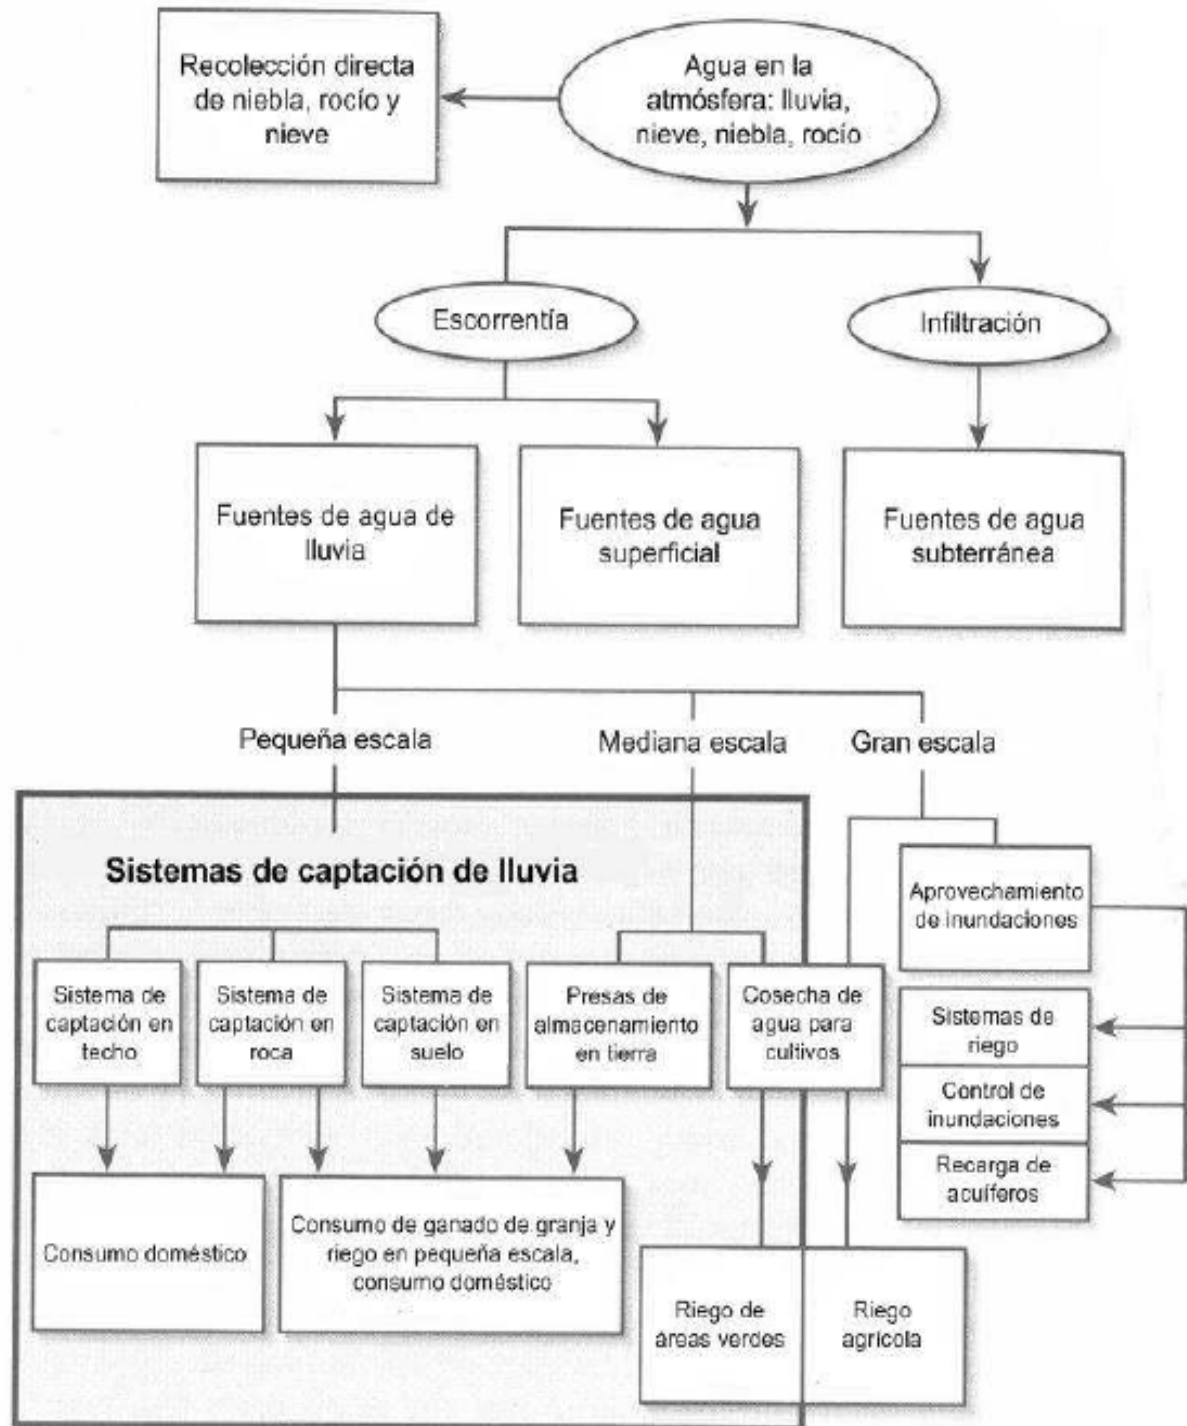 Recolección directa
de niebla, rocío y
nieve
Agua en la
atmósfera: lluvia,
nieve, niebla, rocío
Escorrentía
Infiltración
Fuentes de agua de
lluvia
Fuentes de agua
superficial
Fuentes de agua
subterránea
Pequeña escala
Mediana escala
Gran escala
Sistemas de captación de lluvia
Aprovechamiento
de inundaciones
Sistema de
captación en
techo
Sistema de
captación en
roca
Sistema de
captación en
suelo
Presas de
almacenamiento
en tierra
Cosecha de
agua para
cultivos
Sistemas de
riego
Control de
inundaciones
Recarga de
acuíferos
Consumo doméstico
Consumo de ganado de granja y
riego en pequeña escala,
consumo doméstico
Riego de
áreas verdes
Riego
agrícola